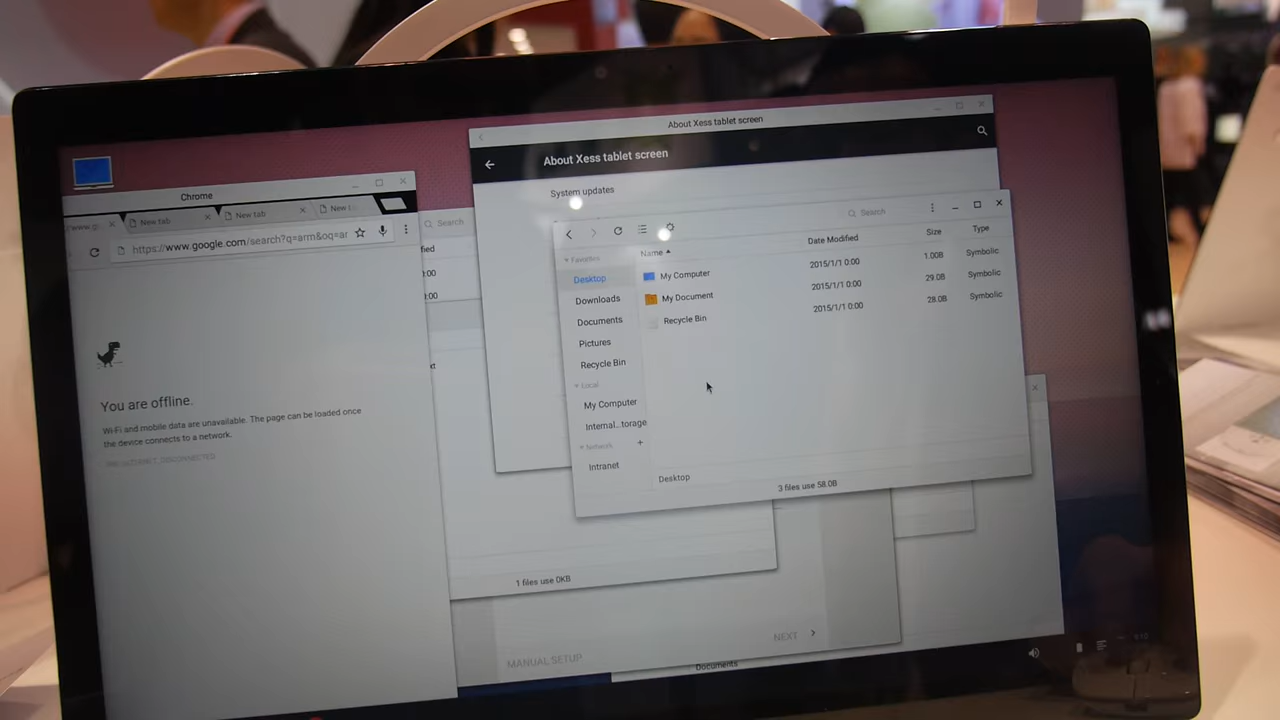 About Xess tablet screen
About Xess tablet screen
System updates
Chrome
New tab
New tab
New
https://www.google.com/search?q=arm&oq=ar
You are offline.
Wi-Fi and mobile data are unavailable. The page can be loaded once
the device connects to a network.
Search
:00
:00
Search
Favorites
Desktop
Downloads
Documents
Pictures
Recycle Bin
Local
My Computer
Internal...torage
Network +
Intranet
Name Date Modified Size Type
My Computer 2015/1/1 0:00 1.00B Symbolic
My Document 2015/1/1 0:00 29.0B Symbolic
Recycle Bin 2015/1/1 0:00 28.0B Symbolic
Desktop
3 files use 58.0B
1 files use 0KB
MANUAL SETUP
NEXT
Documents